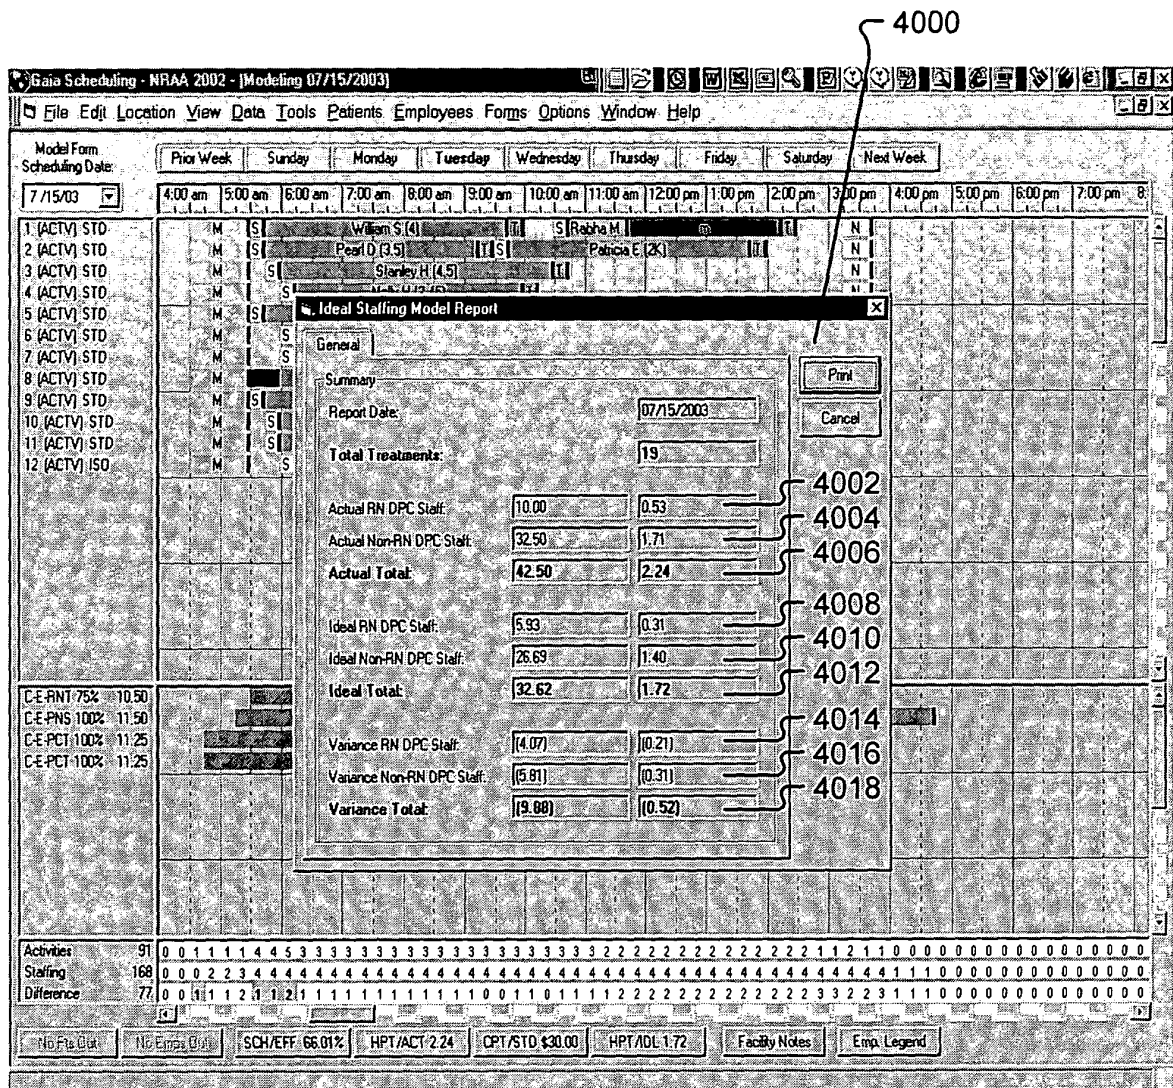 4000
Gaia Scheduling - NRAA 2002 - [Modeling 07/15/2003]
File Edit Location View Data Tools Patients Employees Forms Options Window Help
Model Form
Scheduling Date:
Prior Week Sunday Monday Tuesday Wednesday Thursday Friday Saturday Next Week
7/15/03
4:00 am 5:00 am 6:00 am 7:00 am 8:00 am 9:00 am 10:00 am 11:00 am 12:00 pm 1:00 pm 2:00 pm 3:00 pm 4:00 pm 5:00 pm 6:00 pm 7:00 pm 8:
1 (ACTV) STD M S William S (4) T S Rabha M T N
2 (ACTV) STD M S Pearl D (3.5) T S Patricia E (2K) T N
3 (ACTV) STD M S Stanley H (4.5) T N
4 (ACTV) STD M S N
5 (ACTV) STD M S
6 (ACTV) STD M S
7 (ACTV) STD M S
8 (ACTV) STD M
9 (ACTV) STD M S
10 (ACTV) STD M S
11 (ACTV) STD M S
12 (ACTV) ISO M S
Ideal Staffing Model Report
General
Print
Cancel
Summary
Report Date: 07/15/2003
Total Treatments: 19
Actual RN DPC Staff: 10.00 0.53 4002
Actual Non-RN DPC Staff: 32.50 1.71 4004
Actual Total: 42.50 2.24 4006
Ideal RN DPC Staff: 5.93 0.31 4008
Ideal Non-RN DPC Staff: 26.69 1.40 4010
Ideal Total: 32.62 1.72 4012
Variance RN DPC Staff: (4.07) (0.21) 4014
Variance Non-RN DPC Staff: (5.81) (0.31) 4016
Variance Total: (9.88) (0.52) 4018
C-E-RNT 75% 10.50
C-E-PNS 100% 11.50
C-E-PCT 100% 11.25
C-E-PCT 100% 11.25
Activities 91
Staffing 168
Difference 77
No Pts Out No Emps Out SCH/EFF 66.01% HPT/ACT 2.24 CPT/STD $30.00 HPT/IDL 1.72 Facility Notes Emp. Legend